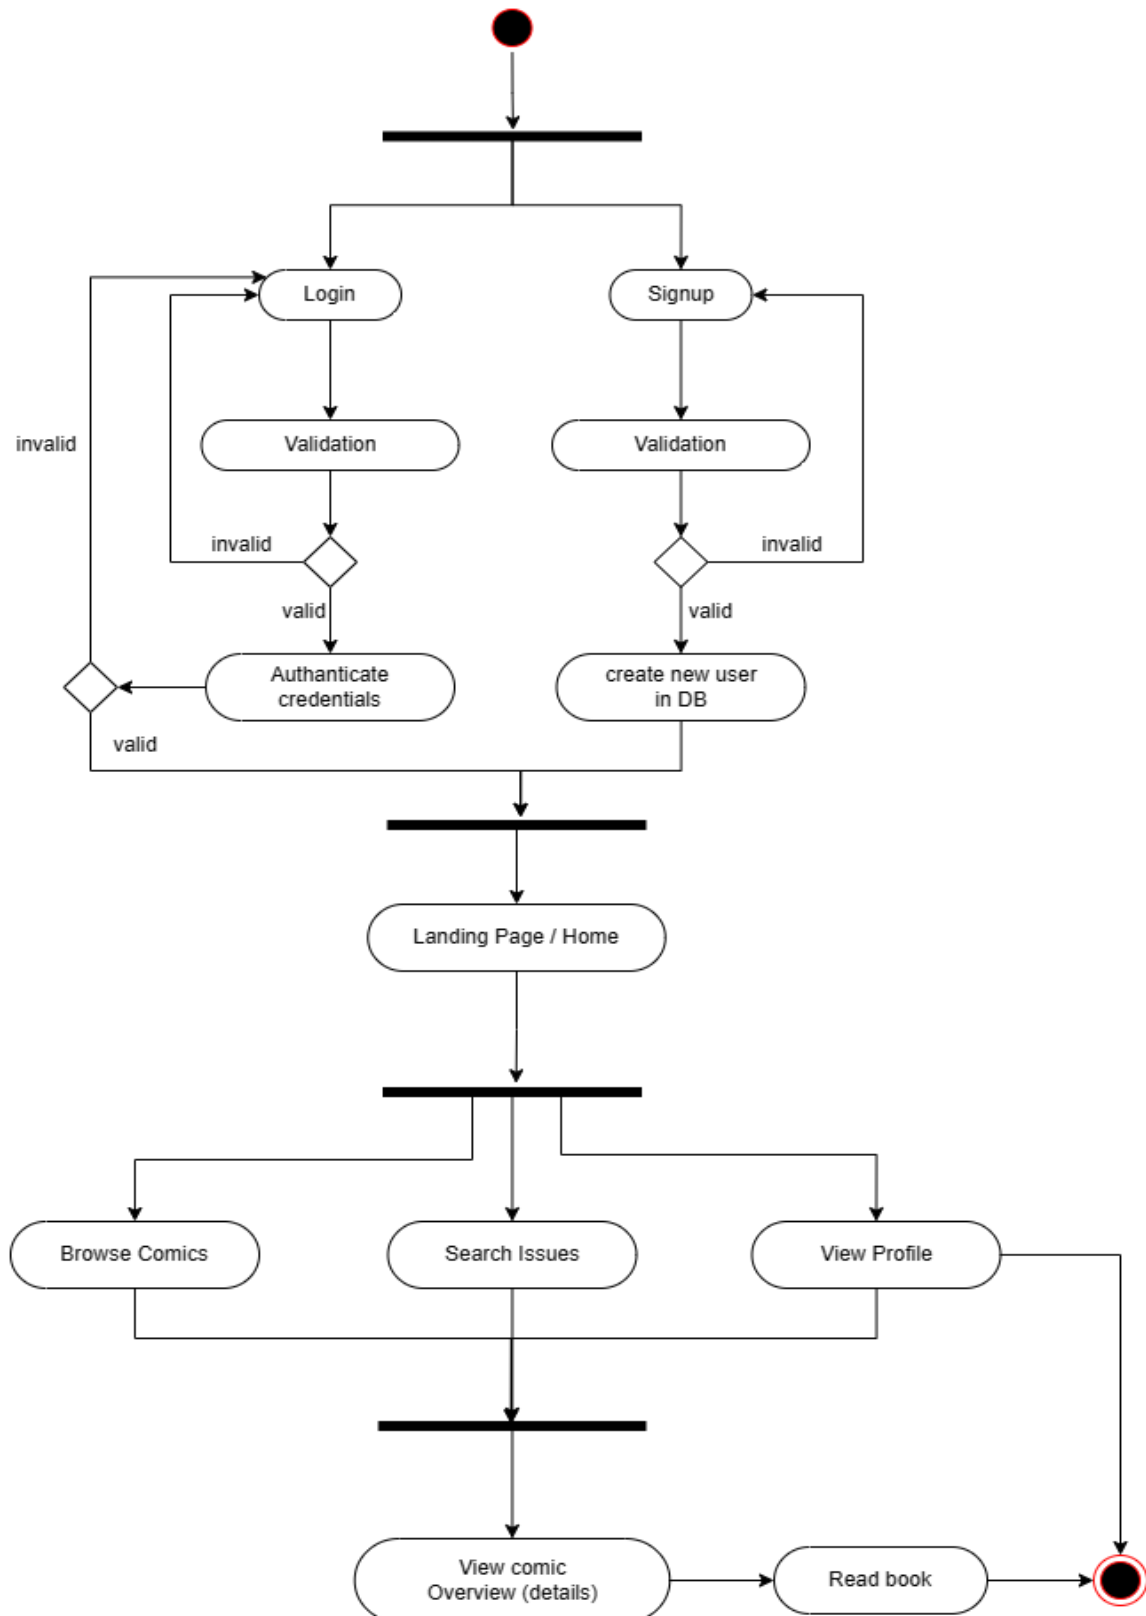 Login
Signup
invalid
Validation
Validation
invalid
invalid
valid
valid
Authanticate
credentials
create new user
in DB
valid
Landing Page / Home
Browse Comics
Search Issues
View Profile
View comic
Overview (details)
Read book